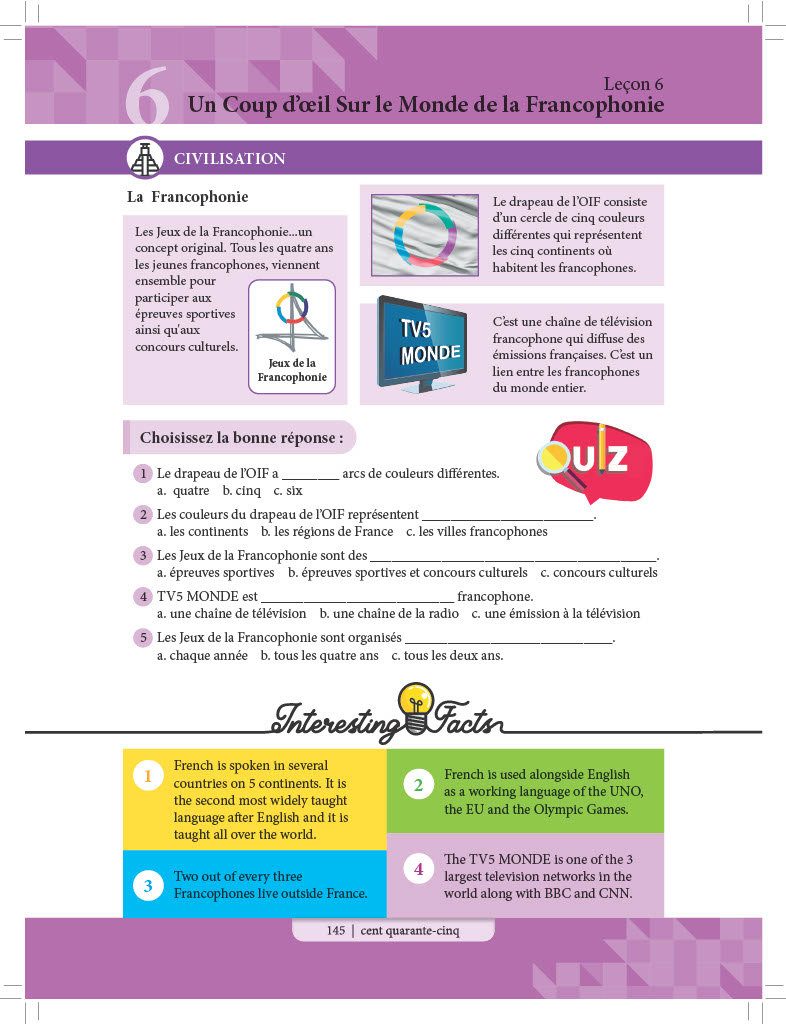 6
Leçon 6
Un Coup d'œil Sur le Monde de la Francophonie
CIVILISATION
La Francophonie
Les Jeux de la Francophonie...un
concept original. Tous les quatre ans
les jeunes francophones, viennent
ensemble pour
participer aux
épreuves sportives
ainsi qu'aux
concours culturels.
Jeux de la
Francophonie
Le drapeau de l'OIF consiste
d'un cercle de cinq couleurs
différentes qui représentent
les cinq continents où
habitent les francophones.
TV5
MONDE
C'est une chaîne de télévision
francophone qui diffuse des
émissions françaises. C'est un
lien entre les francophones
du monde entier.
Choisissez la bonne réponse :
QUIZ
1 Le drapeau de l'OIF a ________ arcs de couleurs différentes.
a. quatre b. cinq c. six
2 Les couleurs du drapeau de l'OIF représentent ________________________.
a. les continents b. les régions de France c. les villes francophones
3 Les Jeux de la Francophonie sont des ________________________________________.
a. épreuves sportives b. épreuves sportives et concours culturels c. concours culturels
4 TV5 MONDE est ___________________________ francophone.
a. une chaîne de télévision b. une chaîne de la radio c. une émission à la télévision
5 Les Jeux de la Francophonie sont organisés _____________________________.
a. chaque année b. tous les quatre ans c. tous les deux ans.
Interesting Facts
1
French is spoken in several
countries on 5 continents. It is
the second most widely taught
language after English and it is
taught all over the world.
2
French is used alongside English
as a working language of the UNO,
the EU and the Olympic Games.
3
Two out of every three
Francophones live outside France.
4
The TV5 MONDE is one of the 3
largest television networks in the
world along with BBC and CNN.
145 | cent quarante-cinq